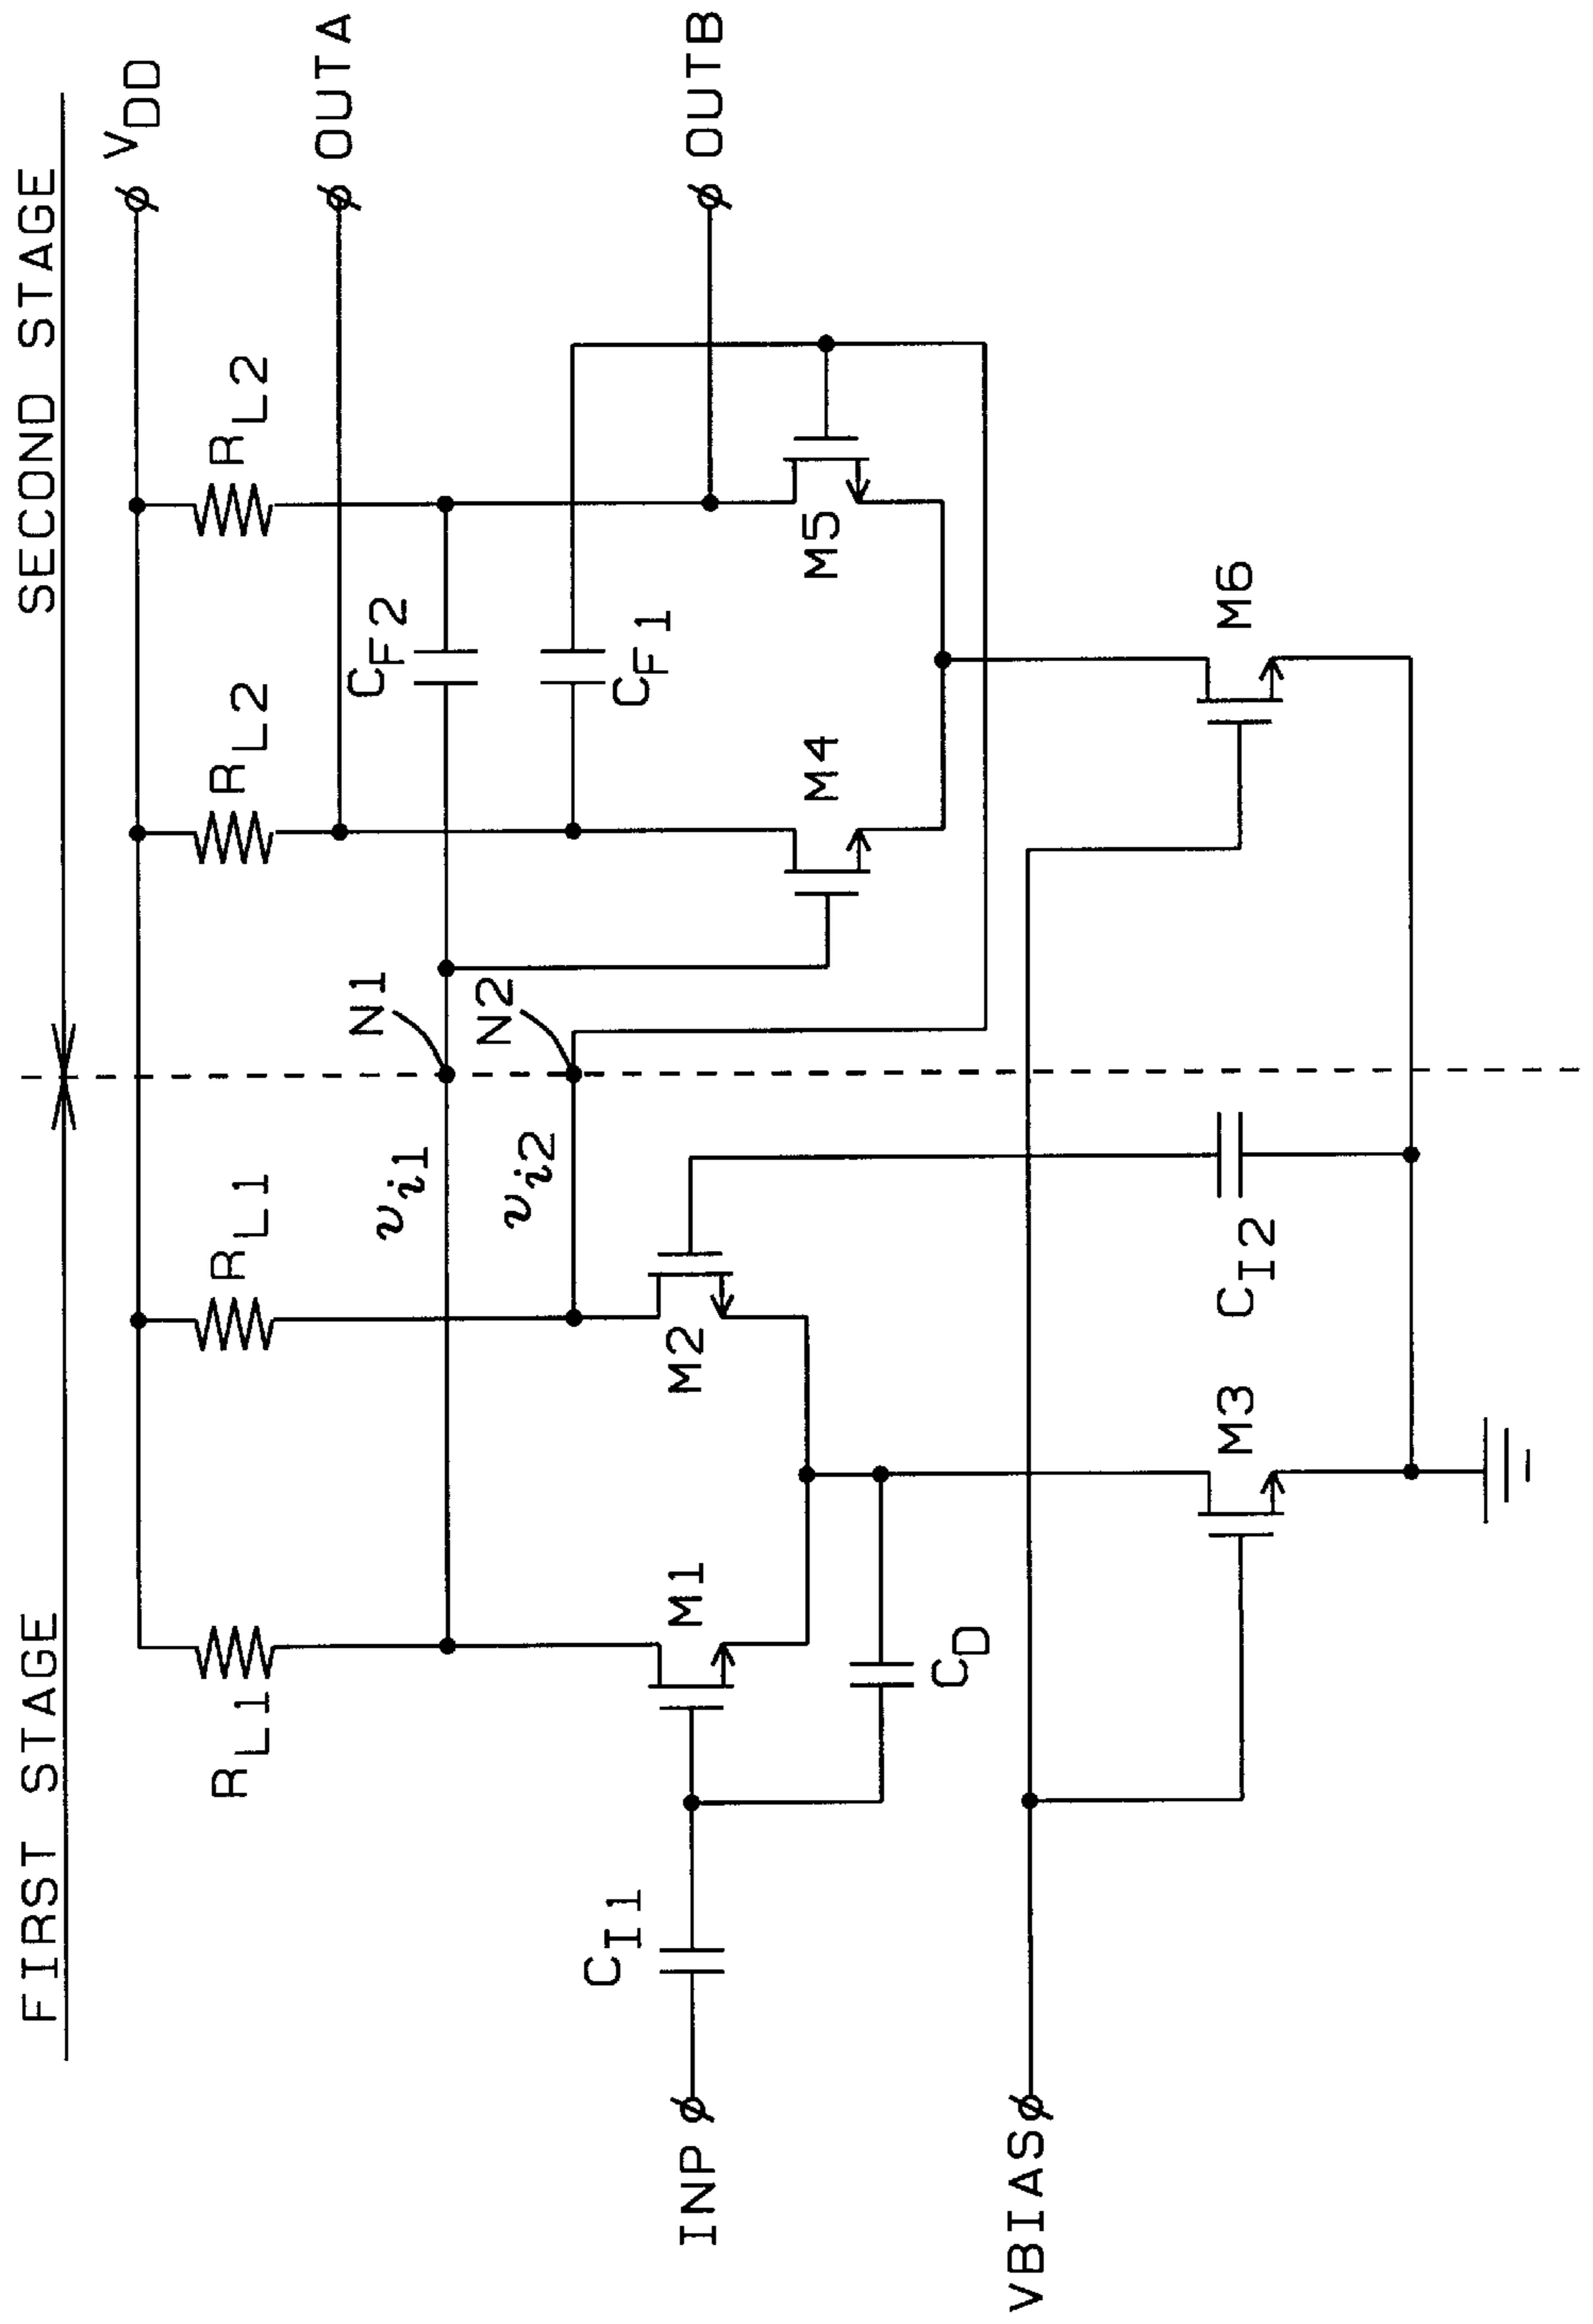 FIRST STAGE
SECOND STAGE
VDD
RL1
RL1
RL2
RL2
OUTA
vi1
N1
CF2
vi2
N2
CF1
CI1
INP
M1
M2
M4
M5
OUTB
CD
VBIAS
M3
CI2
M6